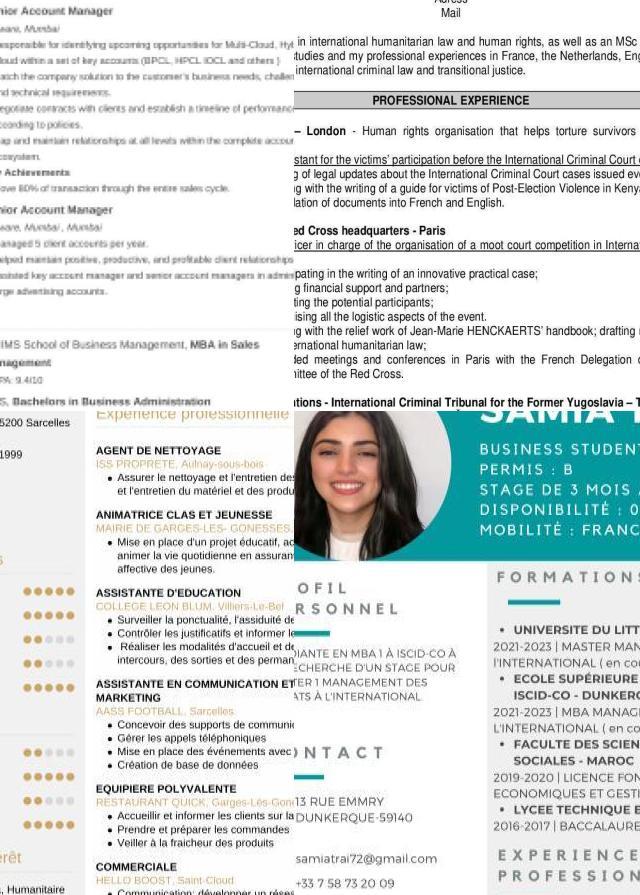 nior Account Manager
ware, Mumbai
esponsible for identifying upcoming opportunities for Multi-Cloud, Hy
loud within a set of key accounts (BPCL, HPCL IOCL and others )
atch the company solution to the customer's business needs, challen
nd technical requirements.
egotiate contracts with clients and establish a timeline of performance
ccording to policies.
ap and maintain relationships at all levels within the complete accoun
cosystem.
y Achievements
ove 80% of transaction through the entire sales cycle.
nior Account Manager
ware, Mumbai , Mumbai
anaged 5 client accounts per year.
elped maintain positive, productive, and profitable client relationships
ssisted key account manager and senior account managers in admin
rge advertising accounts.
IMS School of Business Management, MBA in Sales
nagement
PA: 9.4/10
S, Bachelors in Business Administration
Adress
Mail
in international humanitarian law and human rights, as well as an MSc
tudies and my professional experiences in France, the Netherlands, Eng
international criminal law and transitional justice.
PROFESSIONAL EXPERIENCE
– London - Human rights organisation that helps torture survivors
stant for the victims' participation before the International Criminal Court
g of legal updates about the International Criminal Court cases issued eve
ng with the writing of a guide for victims of Post-Election Violence in Keny
lation of documents into French and English.
ed Cross headquarters - Paris
icer in charge of the organisation of a moot court competition in Interna
pating in the writing of an innovative practical case;
g financial support and partners;
ting the potential participants;
ising all the logistic aspects of the event.
ng with the relief work of Jean-Marie HENCKAERTS' handbook; drafting
ernational humanitarian law;
ded meetings and conferences in Paris with the French Delegation
mittee of the Red Cross.
tions - International Criminal Tribunal for the Former Yugoslavia – T
5200 Sarcelles
1999
s
érêt
, Humanitaire
Expérience professionnelle
AGENT DE NETTOYAGE
ISS PROPRETE, Aulnay-sous-bois
• Assurer le nettoyage et l'entretien des
et l'entretien du matériel et des produ
ANIMATRICE CLAS ET JEUNESSE
MAIRIE DE GARGES-LES- GONESSES,
• Mise en place d'un projet éducatif, ac
animer la vie quotidienne en assuran
affective des jeunes.
ASSISTANTE D'EDUCATION
COLLEGE LEON BLUM, Villiers-Le-Bel
• Surveiller la ponctualité, l'assiduité de
• Contrôler les justificatifs et informer le
• Réaliser les modalités d'accueil et de
intercours, des sorties et des perman
ASSISTANTE EN COMMUNICATION ET
MARKETING
AASS FOOTBALL, Sarcelles
• Concevoir des supports de communic
• Gérer les appels téléphoniques
• Mise en place des événements avec
• Création de base de données
EQUIPIERE POLYVALENTE
RESTAURANT QUICK, Garges-Lès-Gone
• Accueillir et informer les clients sur la
• Prendre et préparer les commandes
• Veiller à la fraicheur des produits
COMMERCIALE
HELLO BOOST, Saint-Cloud
• Communication: développer un rése
SAMIA
BUSINESS STUDENT
PERMIS : B
STAGE DE 3 MOIS /
DISPONIBILITÉ : 0
MOBILITÉ : FRANC
OFIL
RSONNEL
DIANTE EN MBA 1 À ISCID-CO À
ECHERCHE D'UN STAGE POUR
TER 1 MANAGEMENT DES
ATS À L'INTERNATIONAL
ONTACT
13 RUE EMMRY
DUNKERQUE-59140
samiatrai72@gmail.com
+33 7 58 73 20 09
FORMATIONS
• UNIVERSITE DU LITT
2021-2023 | MASTER MAN
l'INTERNATIONAL ( en co
• ECOLE SUPÉRIEURE
ISCID-CO - DUNKERQ
2021-2023 | MBA MANAG
L'INTERNATIONAL ( en co
• FACULTE DES SCIEN
SOCIALES - MAROC
2019-2020 | LICENCE FON
ECONOMIQUES ET GESTI
• LYCEE TECHNIQUE E
2016-2017 | BACCALAURE
EXPERIENCE
PROFESSION